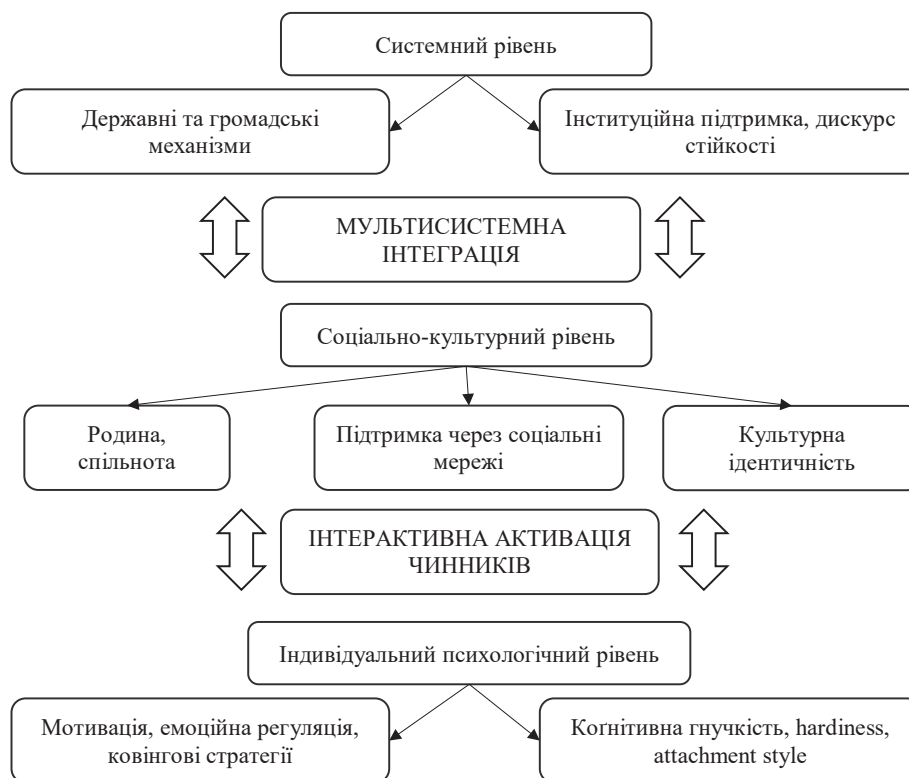 Системний рівень
Державні та громадські
механізми
Інституційна підтримка, дискурс
стійкості
МУЛЬТИСИСТЕМНА
ІНТЕГРАЦІЯ
Соціально-культурний рівень
Родина,
спільнота
Підтримка через соціальні
мережі
Культурна
ідентичність
ІНТЕРАКТИВНА АКТИВАЦІЯ
ЧИННИКІВ
Індивідуальний психологічний рівень
Мотивація, емоційна регуляція,
ковінгові стратегії
Коґнітивна гнучкість, hardiness,
attachment style